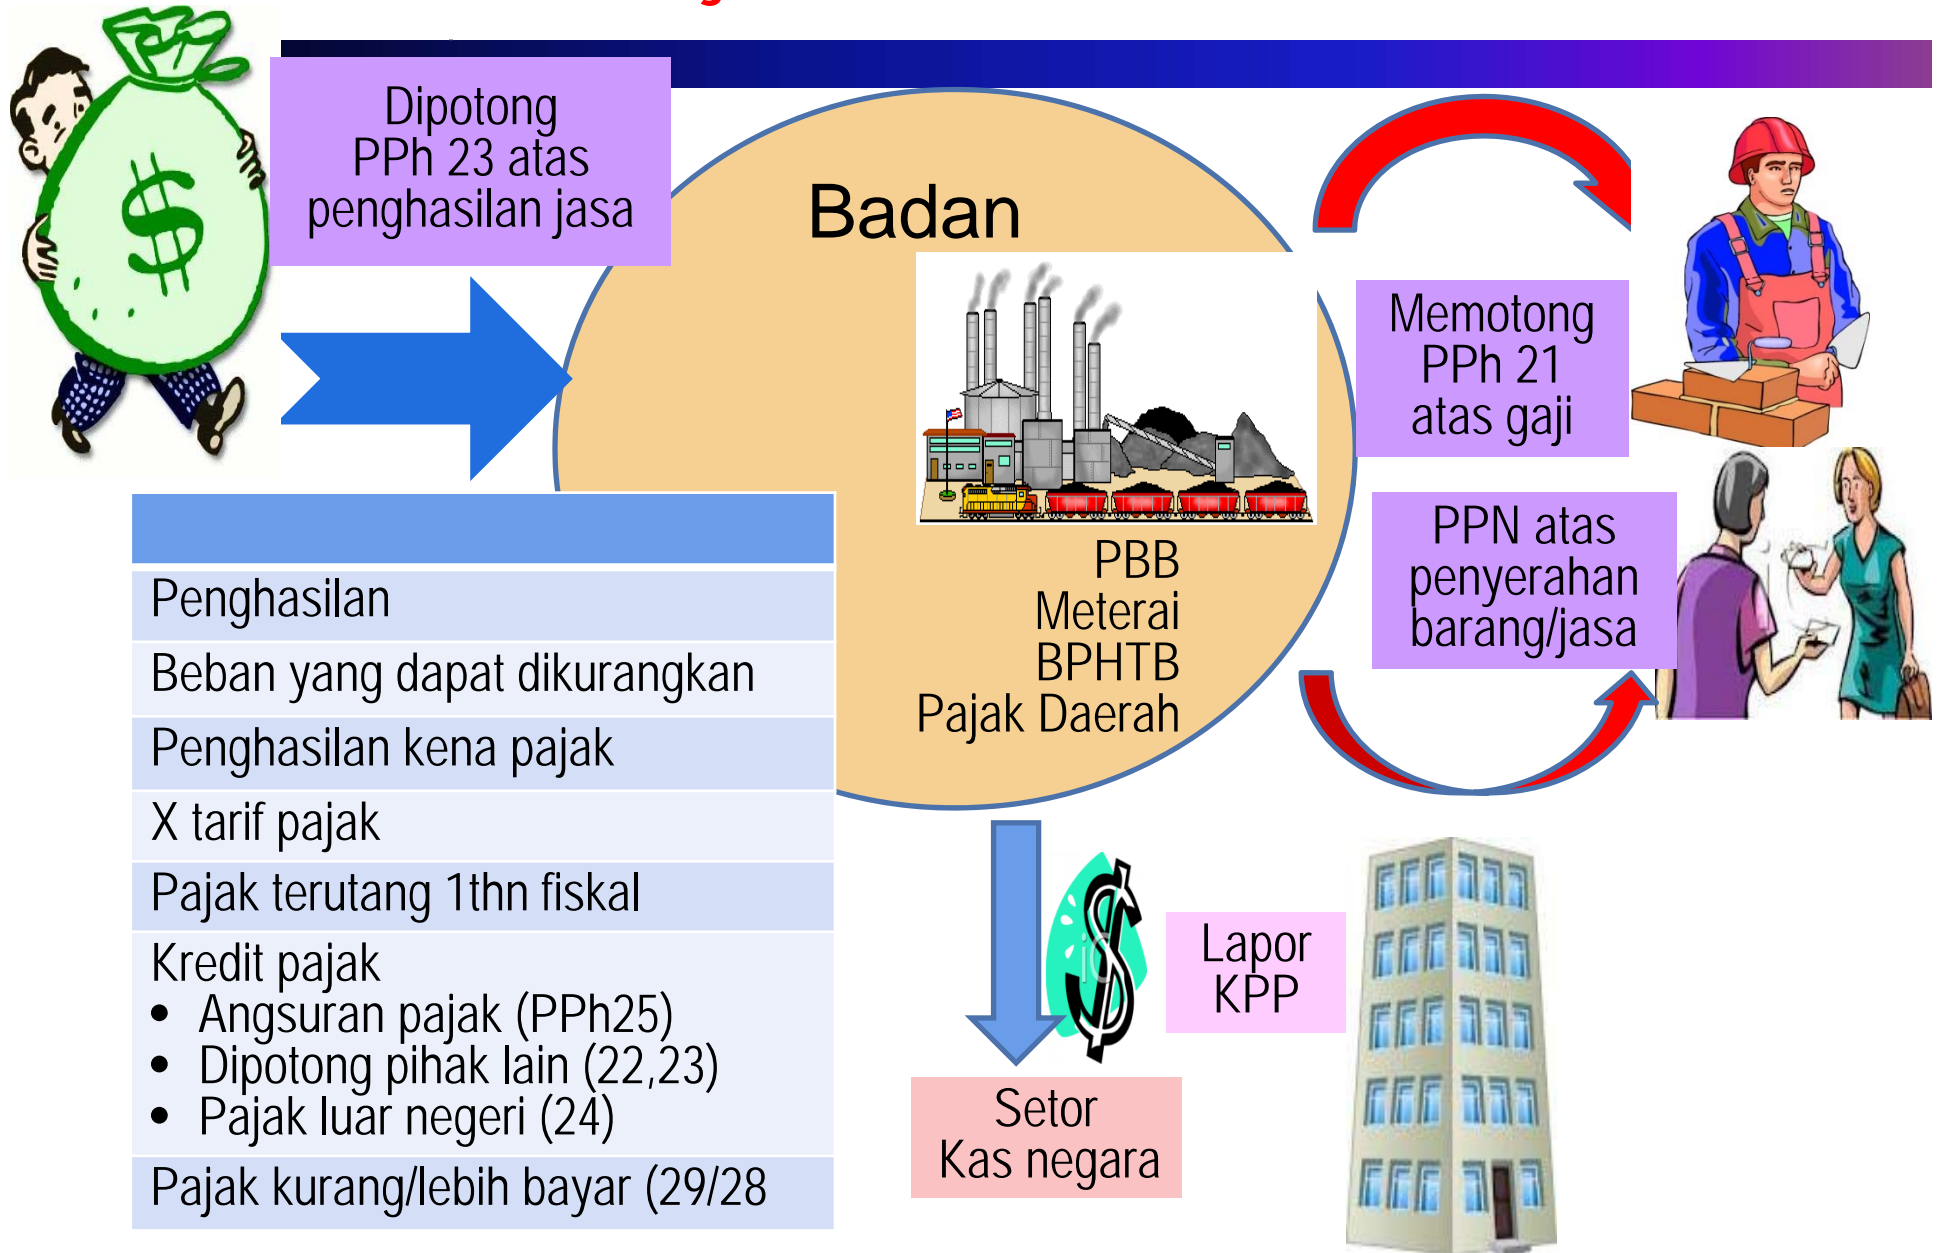 Dipotong
PPh 23 atas
penghasilan jasa
Badan
Memotong
PPh 21
atas gaji
PPN atas
penyerahan
barang/jasa
PBB
Meterai
BPHTB
Pajak Daerah
Penghasilan
Beban yang dapat dikurangkan
Penghasilan kena pajak
X tarif pajak
Pajak terutang 1thn fiskal
Kredit pajak
• Angsuran pajak (PPh25)
• Dipotong pihak lain (22,23)
• Pajak luar negeri (24)
Pajak kurang/lebih bayar (29/28
Lapor
KPP
Setor
Kas negara